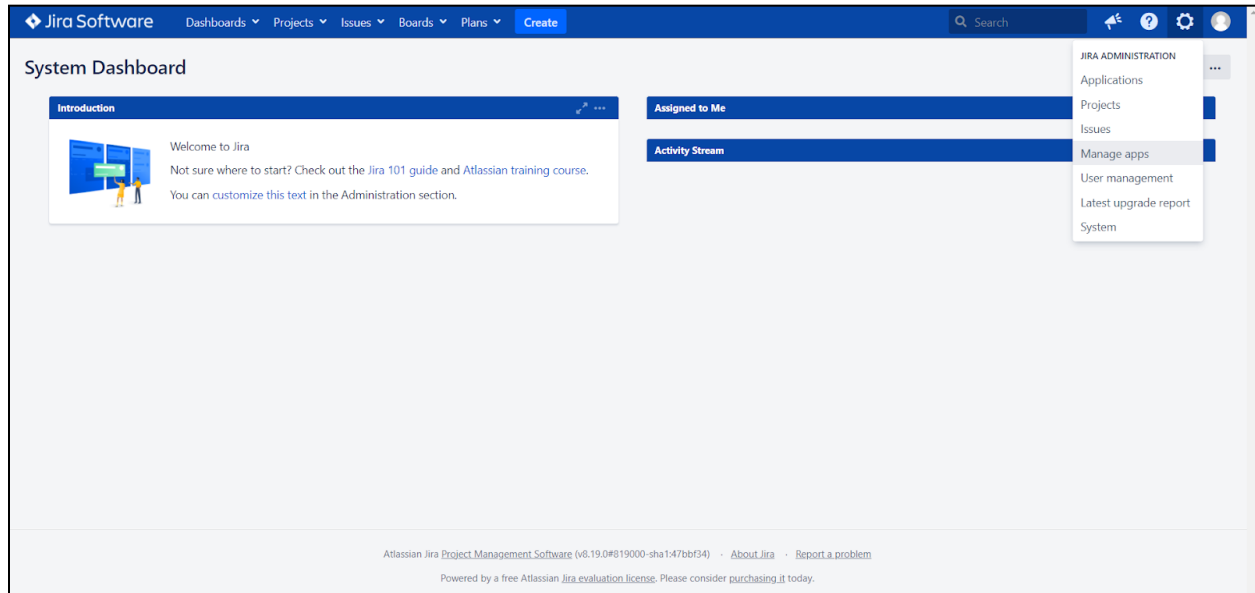 Jira Software Dashboards Projects Issues Boards Plans Create Search
System Dashboard
Introduction
Welcome to Jira
Not sure where to start? Check out the Jira 101 guide and Atlassian training course.
You can customize this text in the Administration section.
Assigned to Me
Activity Stream
JIRA ADMINISTRATION
Applications
Projects
Issues
Manage apps
User management
Latest upgrade report
System
Atlassian Jira Project Management Software (v8.19.0#819000-sha1:47bbf34) · About Jira · Report a problem
Powered by a free Atlassian Jira evaluation license. Please consider purchasing it today.